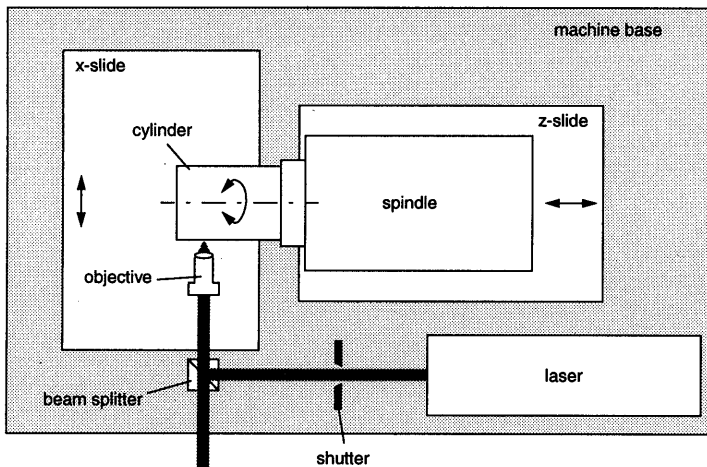 machine base
x-slide
z-slide
cylinder
spindle
objective
laser
beam splitter
shutter